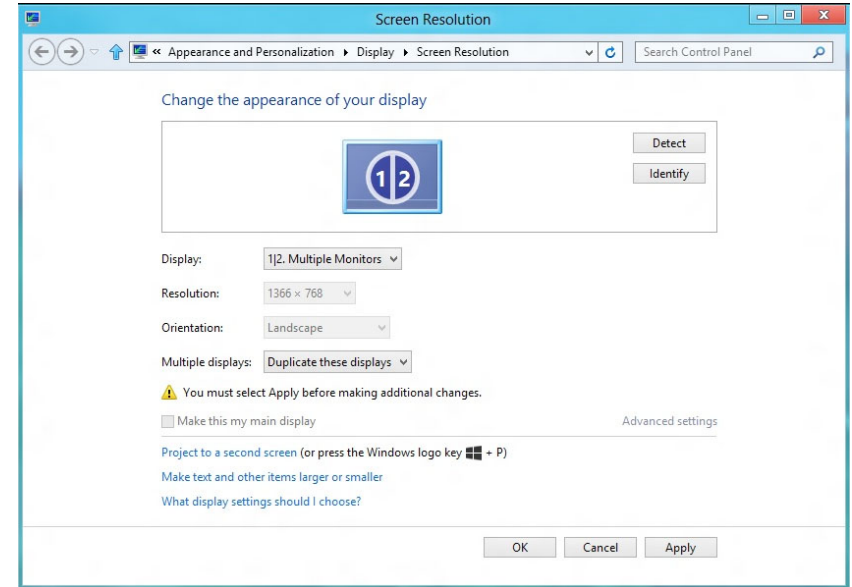 Screen Resolution
« Appearance and Personalization ▸ Display ▸ Screen Resolution
Search Control Panel
Change the appearance of your display
Detect
Identify
1|2
Display: 1|2. Multiple Monitors
Resolution: 1366 × 768
Orientation: Landscape
Multiple displays: Duplicate these displays
You must select Apply before making additional changes.
Make this my main display
Advanced settings
Project to a second screen (or press the Windows logo key + P)
Make text and other items larger or smaller
What display settings should I choose?
OK Cancel Apply